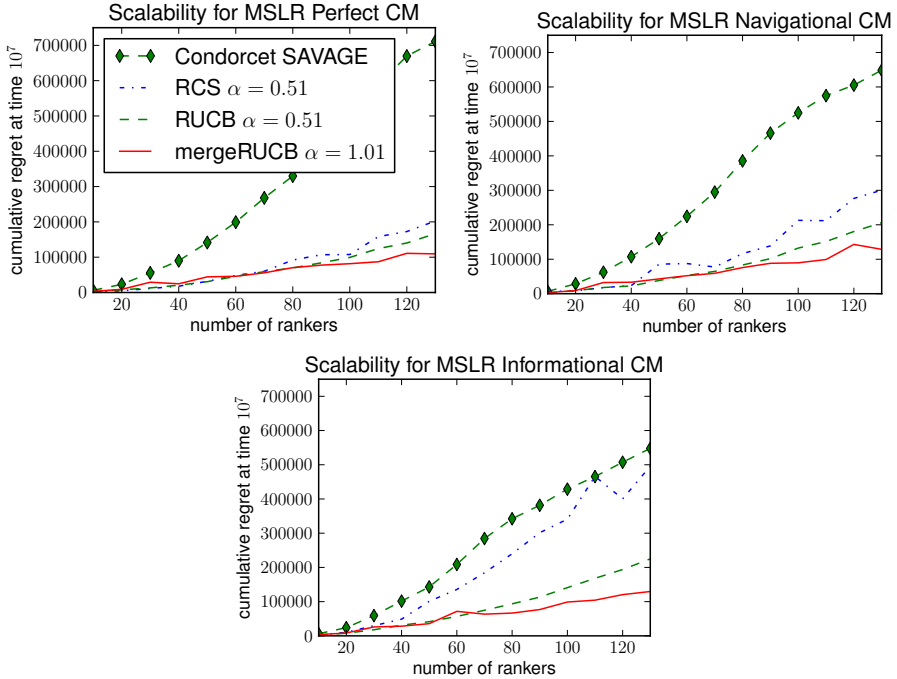 Scalability for MSLR Perfect CM
cumulative regret at time 10^7
700000
600000
500000
400000
300000
200000
100000
0
Condorcet SAVAGE
RCS α = 0.51
RUCB α = 0.51
mergeRUCB α = 1.01
20 40 60 80 100 120
number of rankers
Scalability for MSLR Navigational CM
cumulative regret at time 10^7
700000
600000
500000
400000
300000
200000
100000
0
20 40 60 80 100 120
number of rankers
Scalability for MSLR Informational CM
cumulative regret at time 10^7
700000
600000
500000
400000
300000
200000
100000
0
20 40 60 80 100 120
number of rankers